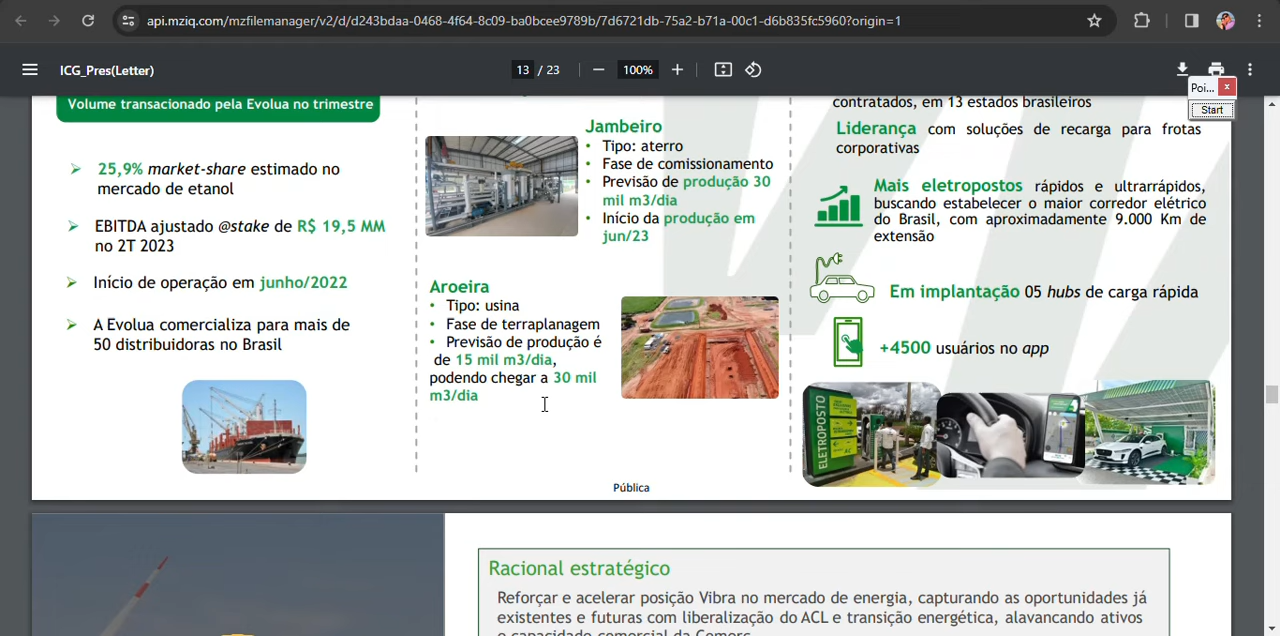 api.mziq.com/mzfilemanager/v2/d/d243bdaa-0468-4f64-8c09-ba0bcee9789b/7d6721db-75a2-b71a-00c1-d6b835fc5960?origin=1
ICG_Pres(Letter)
13 / 23
100%
Poi...
Start
Volume transacionado pela Evolua no trimestre
25,9% market-share estimado no
mercado de etanol
EBITDA ajustado @stake de R$ 19,5 MM
no 2T 2023
Início de operação em junho/2022
A Evolua comercializa para mais de
50 distribuidoras no Brasil
Jambeiro
• Tipo: aterro
• Fase de comissionamento
• Previsão de produção 30
mil m3/dia
• Início da produção em
jun/23
Aroeira
• Tipo: usina
• Fase de terraplanagem
• Previsão de produção é
de 15 mil m3/dia,
podendo chegar a 30 mil
m3/dia
contratados, em 13 estados brasileiros
Liderança com soluções de recarga para frotas
corporativas
Mais eletropostos rápidos e ultrarrápidos,
buscando estabelecer o maior corredor elétrico
do Brasil, com aproximadamente 9.000 Km de
extensão
Em implantação 05 hubs de carga rápida
+4500 usuários no app
ELETROPOSTO
Pública
Racional estratégico
Reforçar e acelerar posição Vibra no mercado de energia, capturando as oportunidades já
existentes e futuras com liberalização do ACL e transição energética, alavancando ativos
e capacidade comercial da Comerc